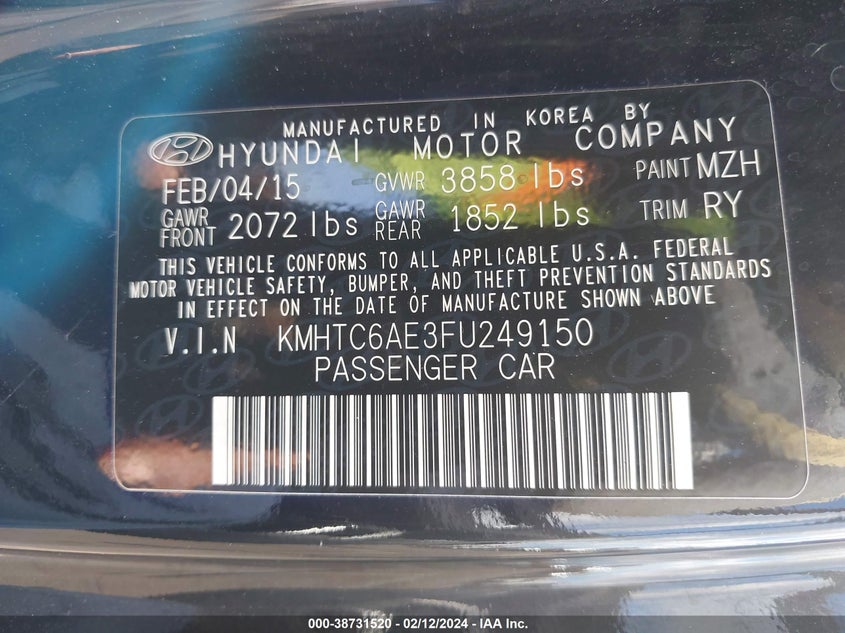 MANUFACTURED IN KOREA BY
HYUNDAI MOTOR COMPANY
FEB/04/15 GVWR 3858 lbs PAINT MZH
GAWR FRONT 2072 lbs GAWR REAR 1852 lbs TRIM RY
THIS VEHICLE CONFORMS TO ALL APPLICABLE U.S.A. FEDERAL
MOTOR VEHICLE SAFETY, BUMPER, AND THEFT PREVENTION STANDARDS
IN EFFECT ON THE DATE OF MANUFACTURE SHOWN ABOVE
V.I.N KMHTC6AE3FU249150
PASSENGER CAR
000-38731520 - 02/12/2024 - IAA Inc.